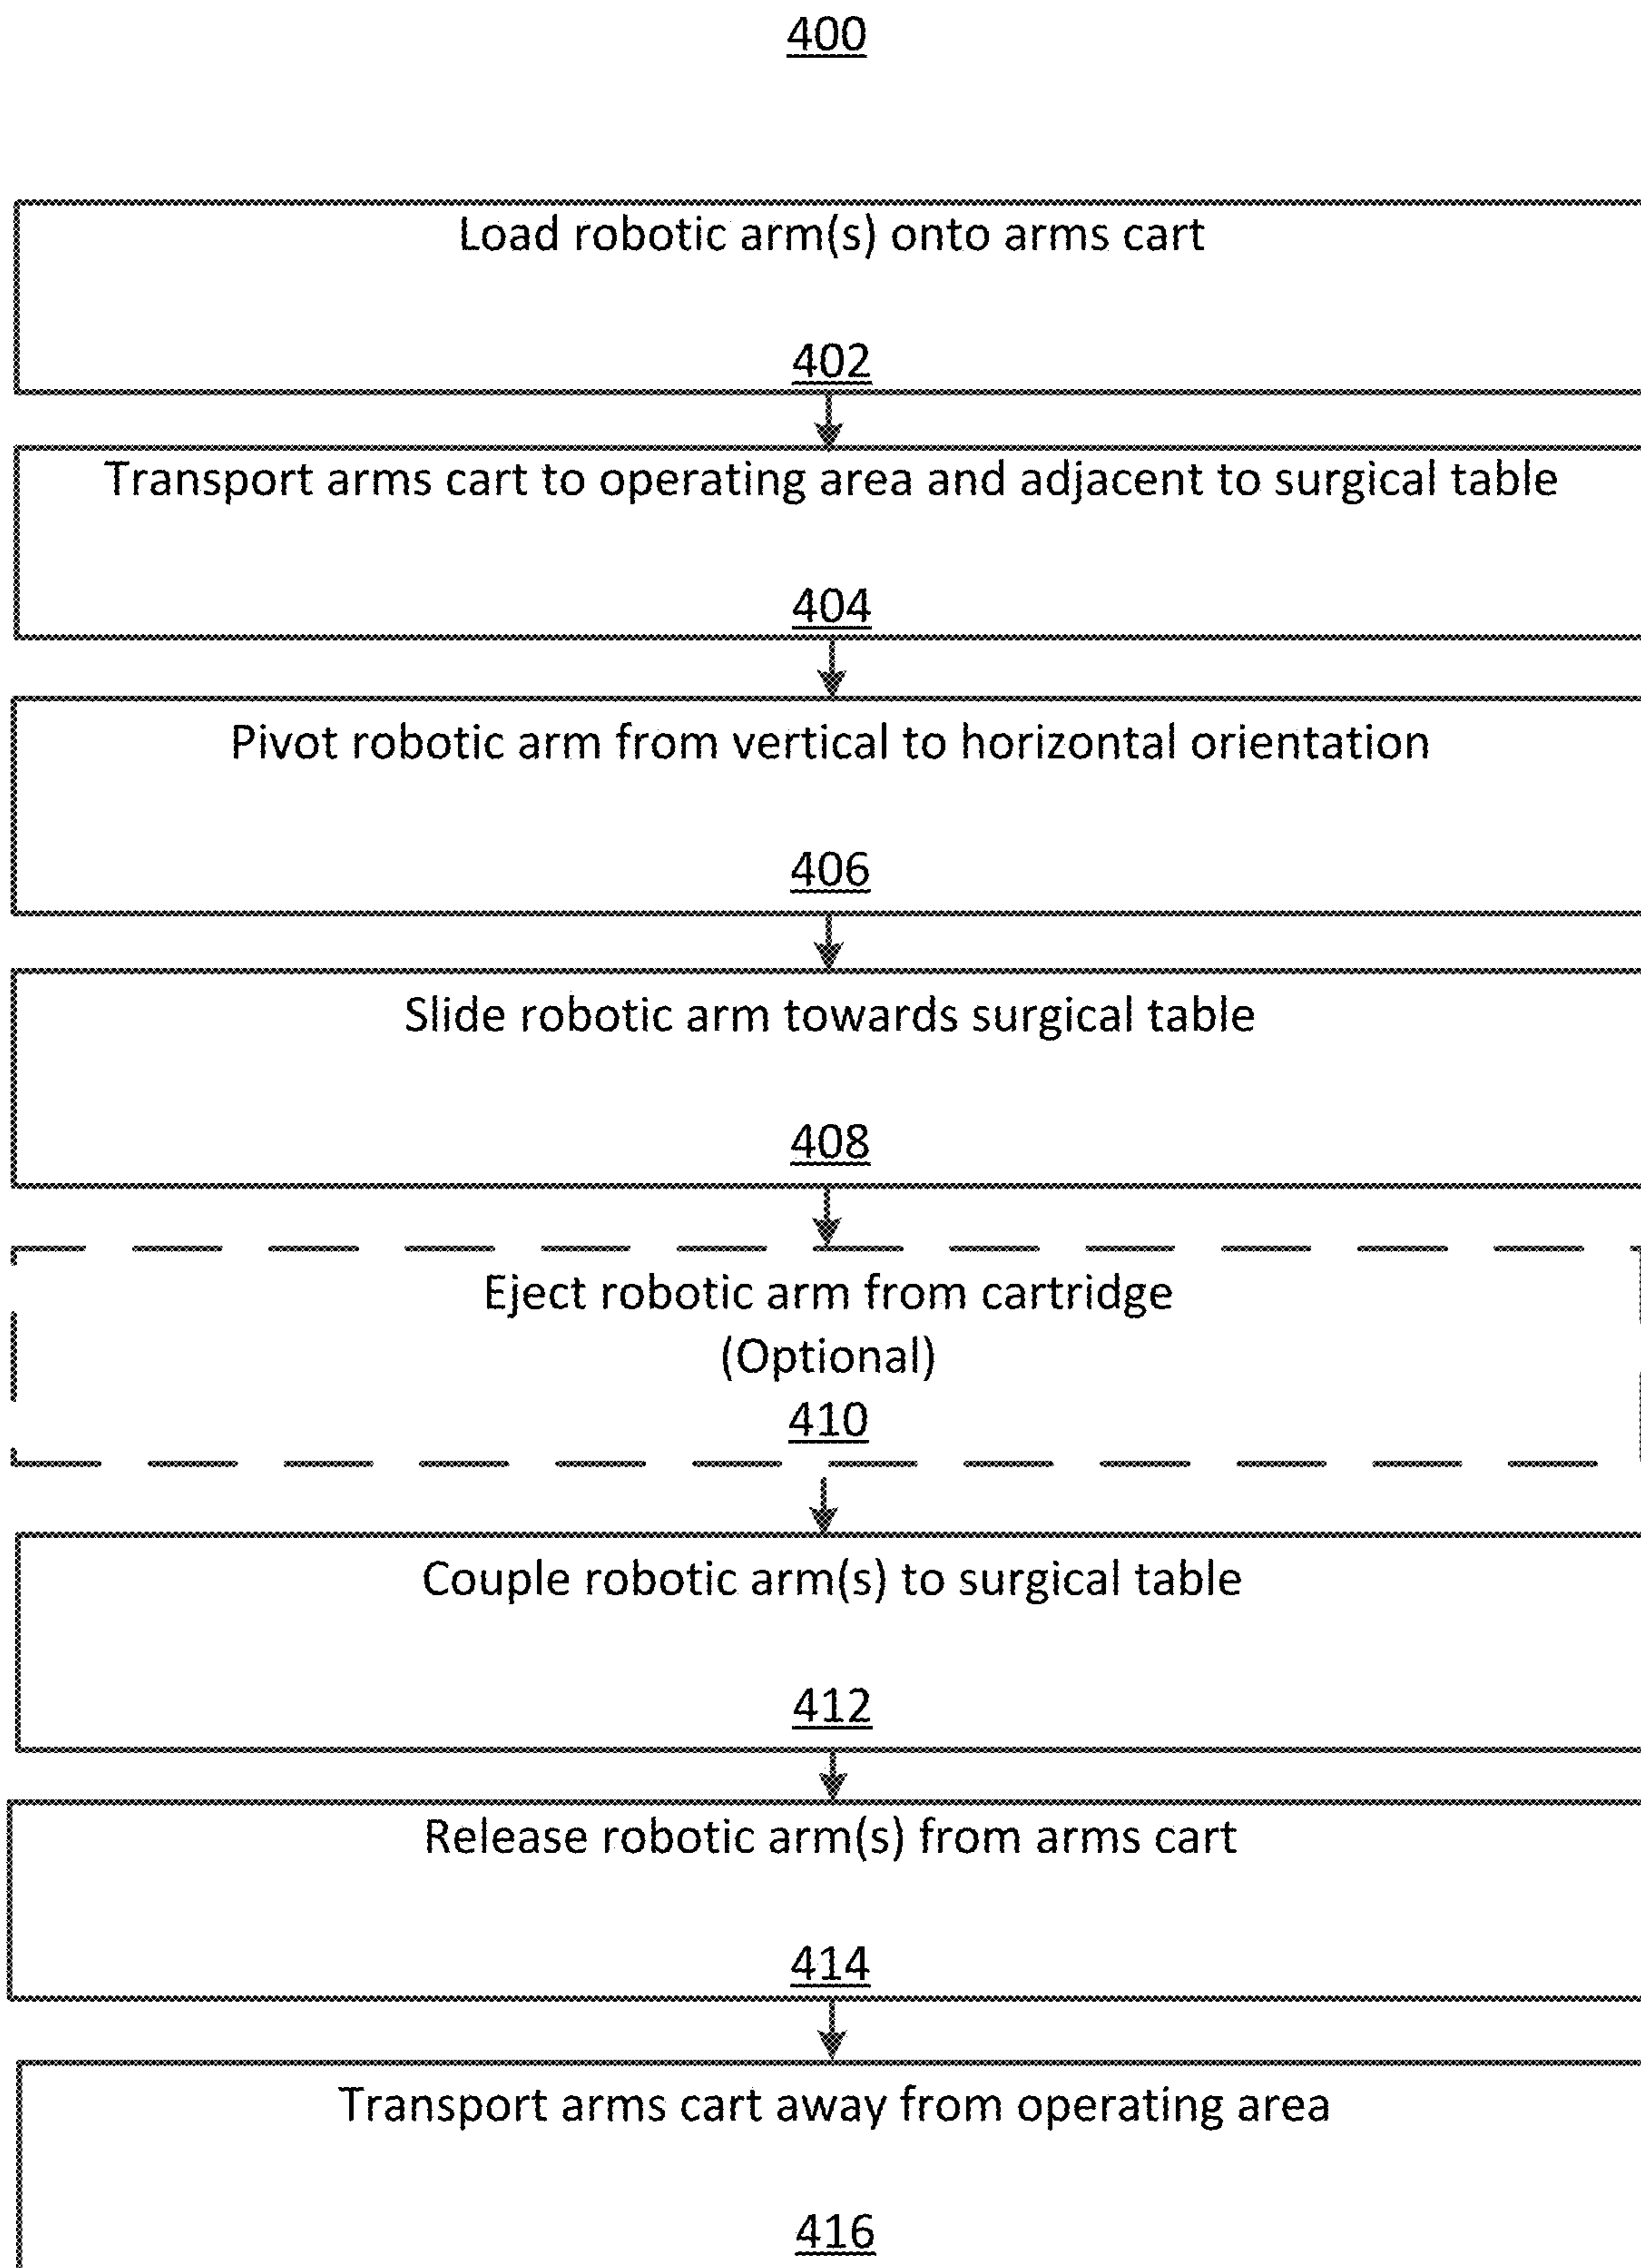 400
Load robotic arm(s) onto arms cart
402
Transport arms cart to operating area and adjacent to surgical table
404
Pivot robotic arm from vertical to horizontal orientation
406
Slide robotic arm towards surgical table
408
Eject robotic arm from cartridge
(Optional)
410
Couple robotic arm(s) to surgical table
412
Release robotic arm(s) from arms cart
414
Transport arms cart away from operating area
416